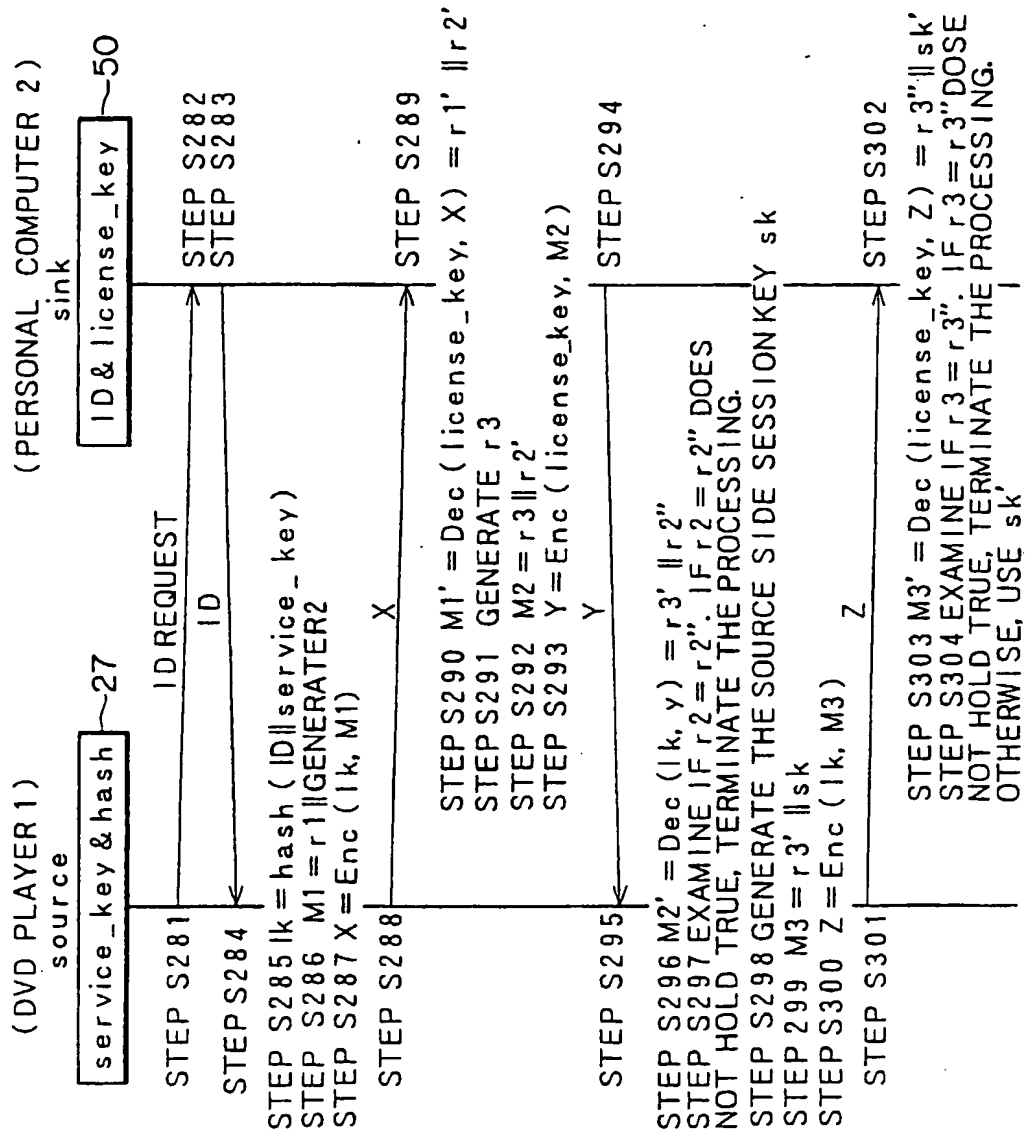 (DVD PLAYER1)
source
service_key&hash
27
(PERSONAL COMPUTER 2)
sink
ID&license_key
50
STEP S281
ID REQUEST
STEP S282
STEP S283
ID
STEP S284
STEP S285 lk=hash(ID||service_key)
STEP S286 M1=r1||GENERATER2
STEP S287 X=Enc(lk, M1)
STEP S288
X
STEP S289
STEP S290 M1'=Dec(license_key, X)=r1'||r2'
STEP S291 GENERATE r3
STEP S292 M2=r3||r2'
STEP S293 Y=Enc(license_key, M2)
STEP S294
Y
STEP S295
STEP S296 M2'=Dec(lk, y)=r3'||r2"
STEP S297 EXAMINE IF r2=r2". IF r2=r2" DOES
NOT HOLD TRUE, TERMINATE THE PROCESSING.
STEP S298 GENERATE THE SOURCE SIDE SESSION KEY sk
STEP 299 M3=r3'||sk
STEP S300 Z=Enc(lk, M3)
STEP S301
Z
STEP S302
STEP S303 M3'=Dec(license_key, Z)=r3"||sk'
STEP S304 EXAMINE IF r3=r3". IF r3=r3" DOSE
NOT HOLD TRUE, TERMINATE THE PROCESSING.
OTHERWISE, USE sk'